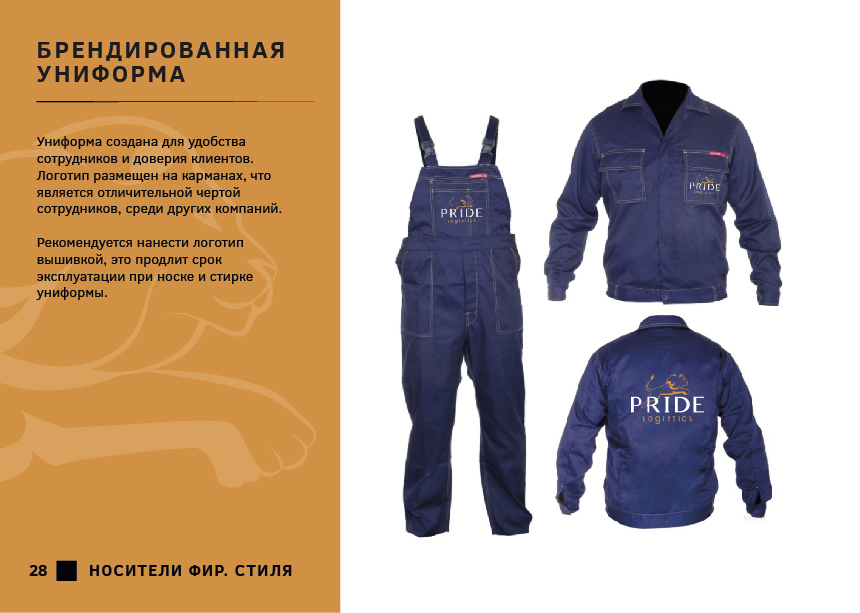 БРЕНДИРОВАННАЯ
УНИФОРМА
Униформа создана для удобства
сотрудников и доверия клиентов.
Логотип размещен на карманах, что
является отличительной чертой
сотрудников, среди других компаний.
Рекомендуется нанести логотип
вышивкой, это продлит срок
эксплуатации при носке и стирке
униформы.
28 НОСИТЕЛИ ФИР. СТИЛЯ
PRIDE
Logistics
PRIDE
Logistics
PRIDE
Logistics